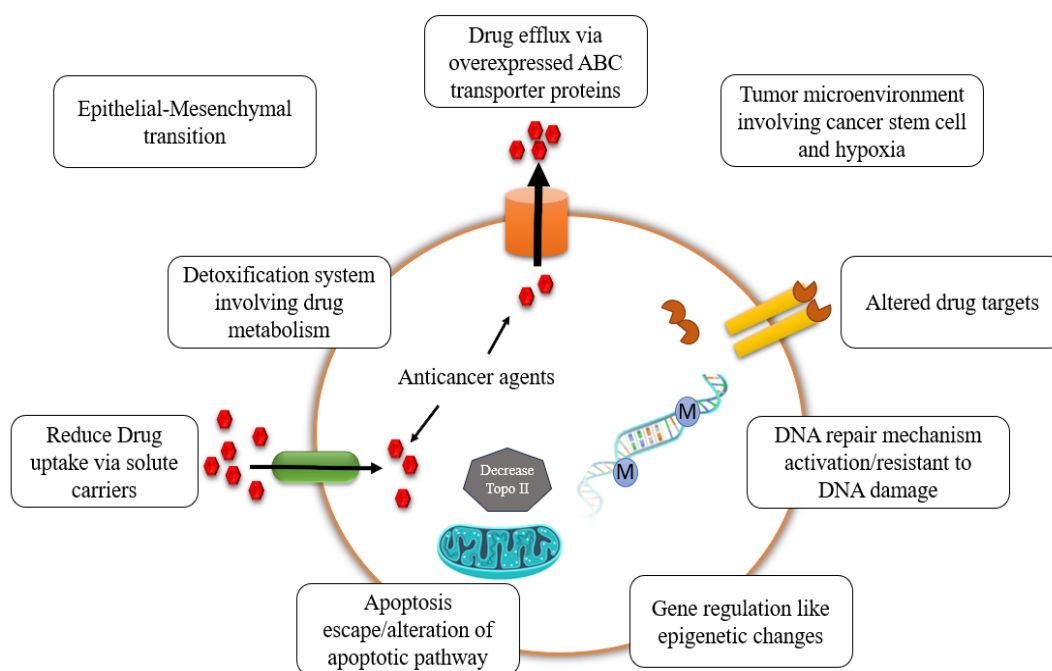 Drug efflux via
overexpressed ABC
transporter proteins
Epithelial-Mesenchymal
transition
Tumor microenvironment
involving cancer stem cell
and hypoxia
Detoxification system
involving drug
metabolism
Altered drug targets
Anticancer agents
Reduce Drug
uptake via solute
carriers
M
M
DNA repair mechanism
activation/resistant to
DNA damage
Decrease
Topo II
Apoptosis
escape/alteration of
apoptotic pathway
Gene regulation like
epigenetic changes